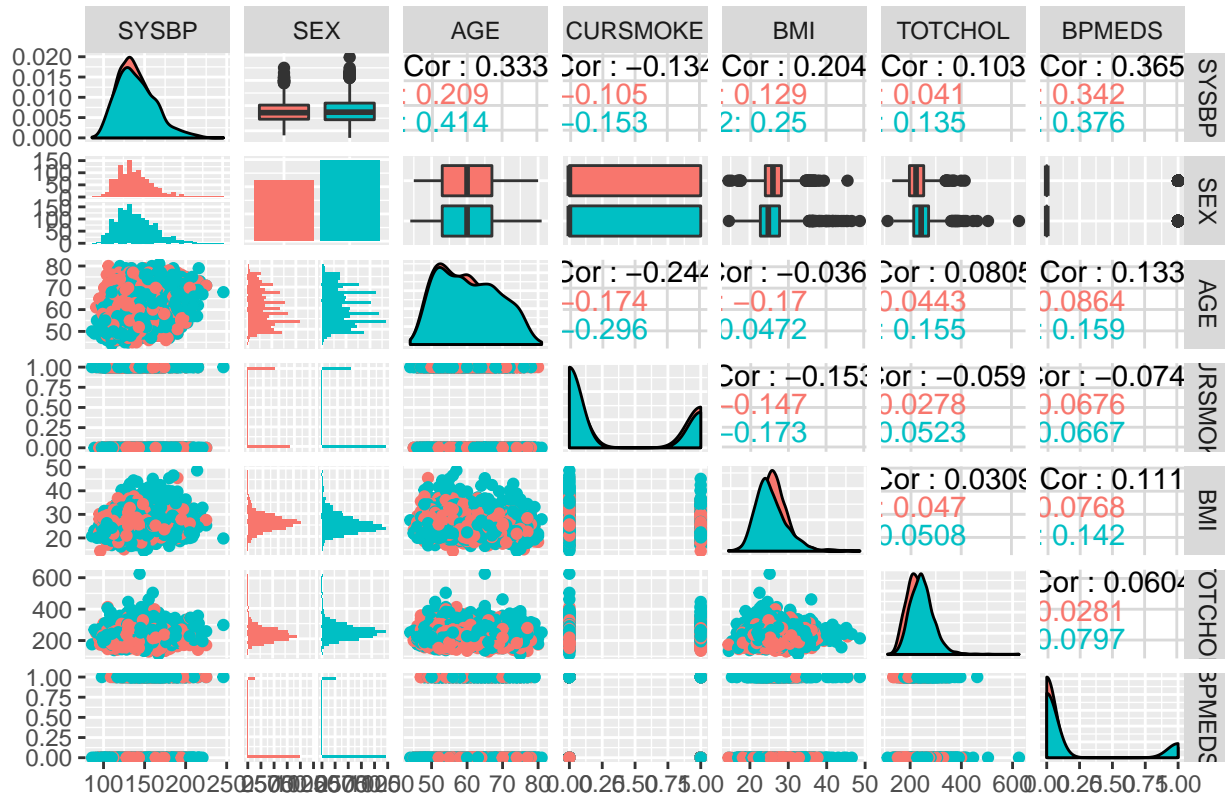 SYSBP SEX AGE CURSMOKE BMI TOTCHOL BPMEDS
0.020
0.015
0.010
0.005
0.000
Cor : 0.333
: 0.209
: 0.414
Cor : −0.134
−0.105
−0.153
Cor : 0.204
: 0.129
2: 0.25
Cor : 0.103
: 0.041
: 0.135
Cor : 0.365
: 0.342
: 0.376
SYSBP
150
100
50
0
150
100
50
0
SEX
80
70
60
50
Cor : −0.244
−0.174
−0.296
Cor : −0.036
: −0.17
0.0472
Cor : 0.0805
0.0443
: 0.155
Cor : 0.133
0.0864
: 0.159
AGE
1.00
0.75
0.50
0.25
0.00
Cor : −0.153
−0.147
−0.173
Cor : −0.059
0.0278
0.0523
Cor : −0.074
0.0676
0.0667
URSMOK
50
40
30
20
Cor : 0.0309
: 0.047
0.0508
Cor : 0.111
0.0768
: 0.142
BMI
600
400
200
Cor : 0.0604
0.0281
0.0797
TOTCHO
1.00
0.75
0.50
0.25
0.00
BPMEDS
100 150 200 250
50 60 70 80
0.00 0.25 0.50 0.75 1.00
20 30 40 50
200 400 600
0.00 0.25 0.50 0.75 1.00